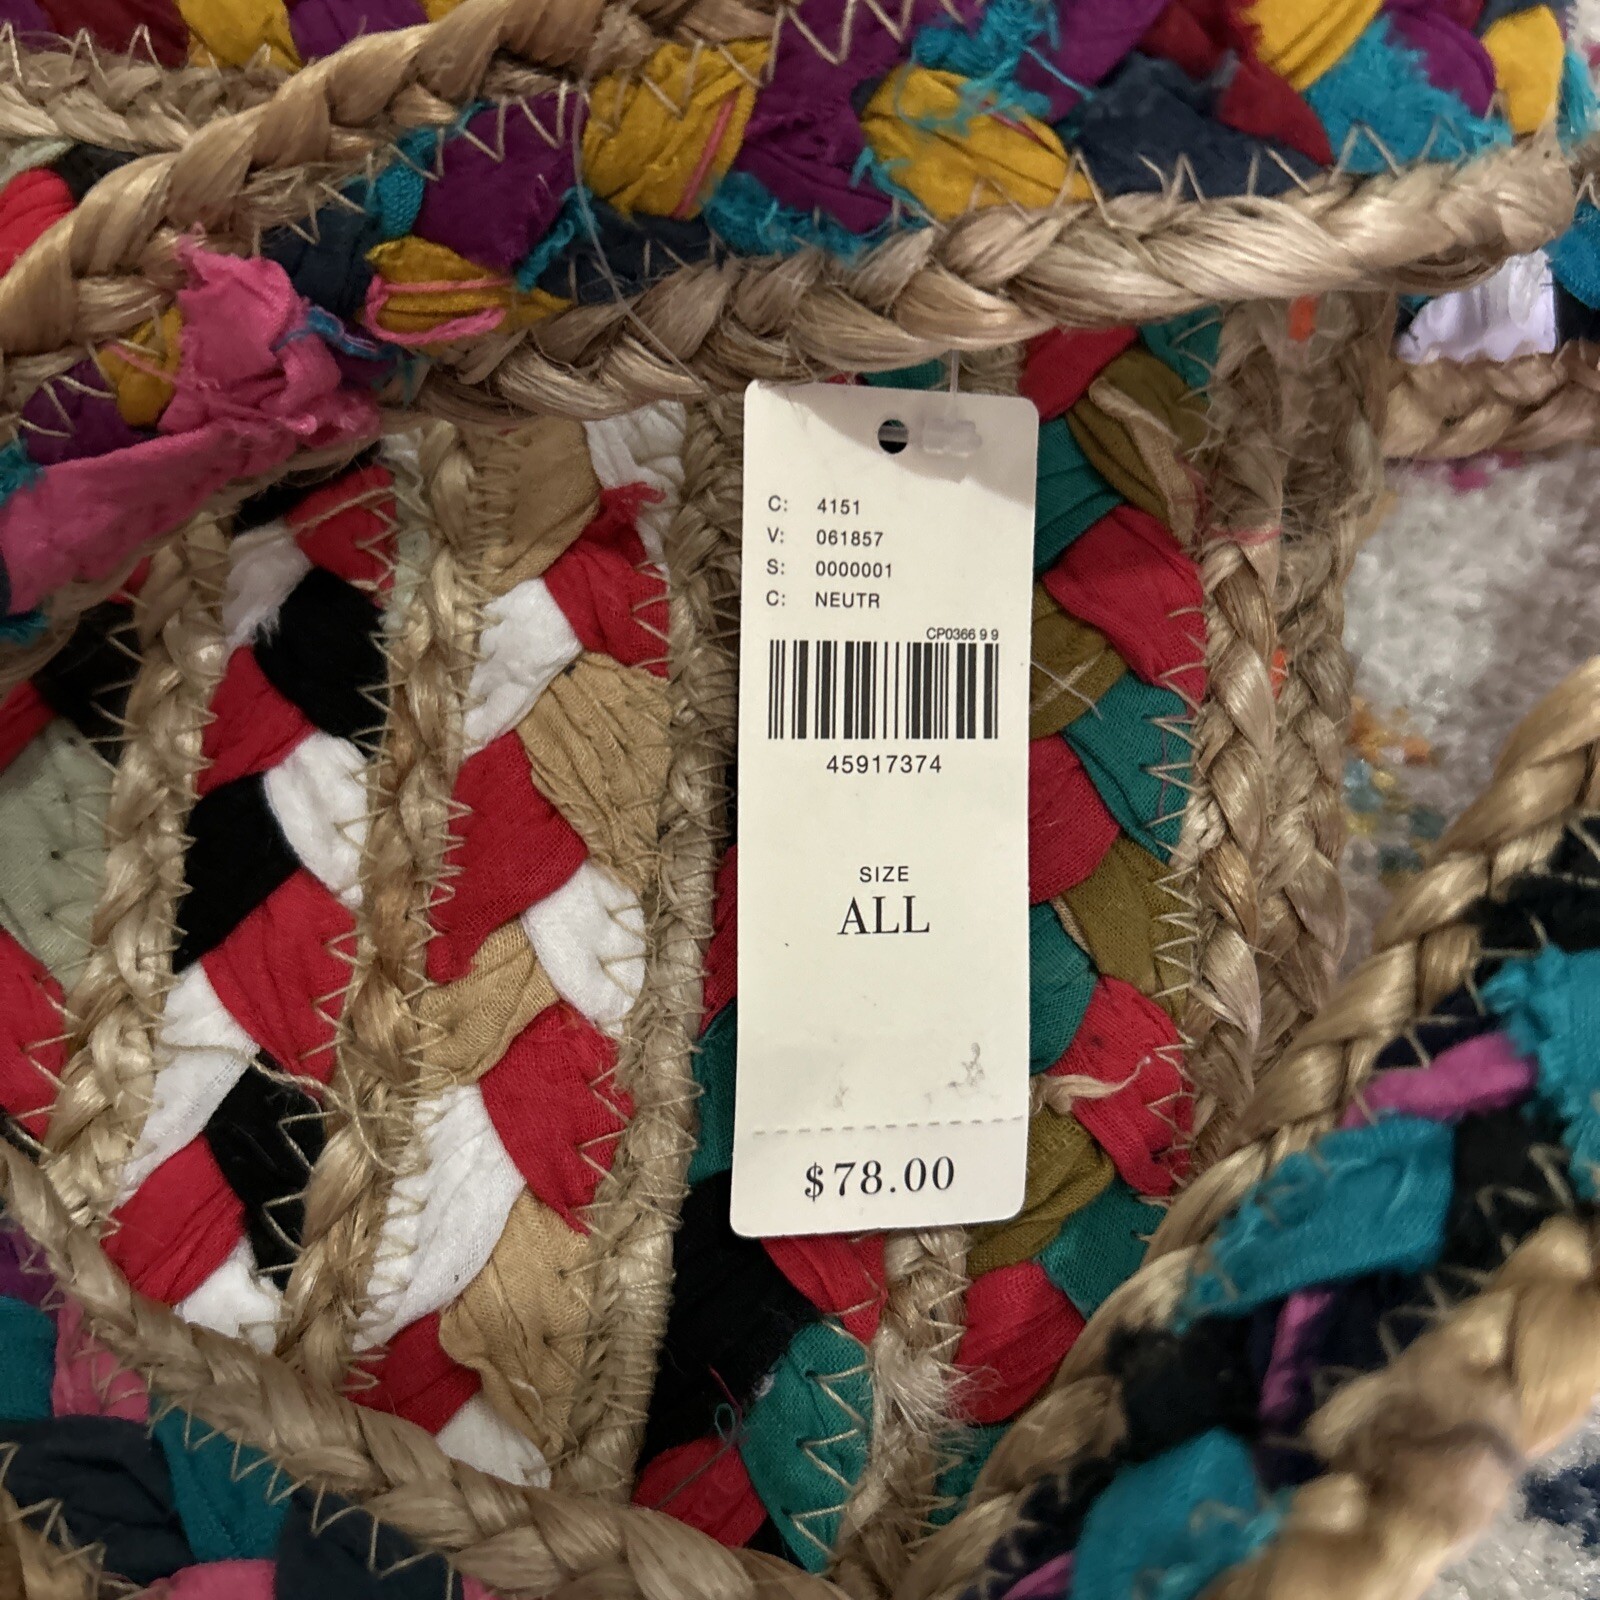 C: 4151
V: 061857
S: 0000001
C: NEUTR
CP0366 9 9
45917374
SIZE
ALL
$78.00